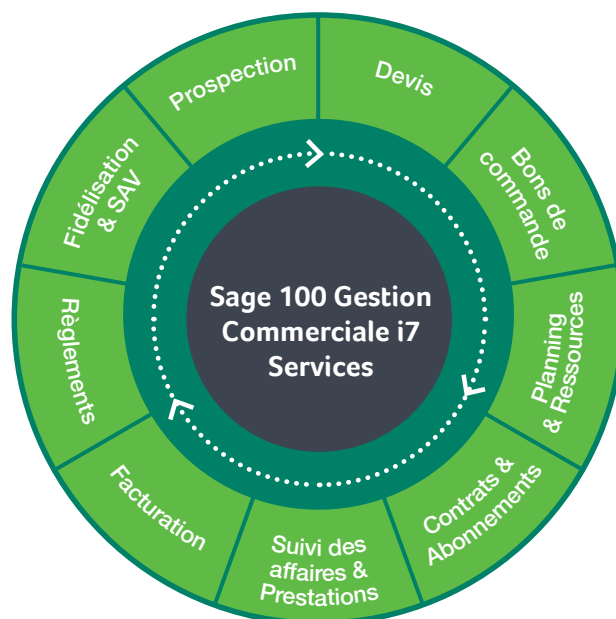 Prospection
Devis
Bons de
commande
Planning
& Ressources
Contrats &
Abonnements
Suivi des
affaires &
Prestations
Facturation
Règlements
Fidélisation
& SAV
Sage 100 Gestion
Commerciale i7
Services